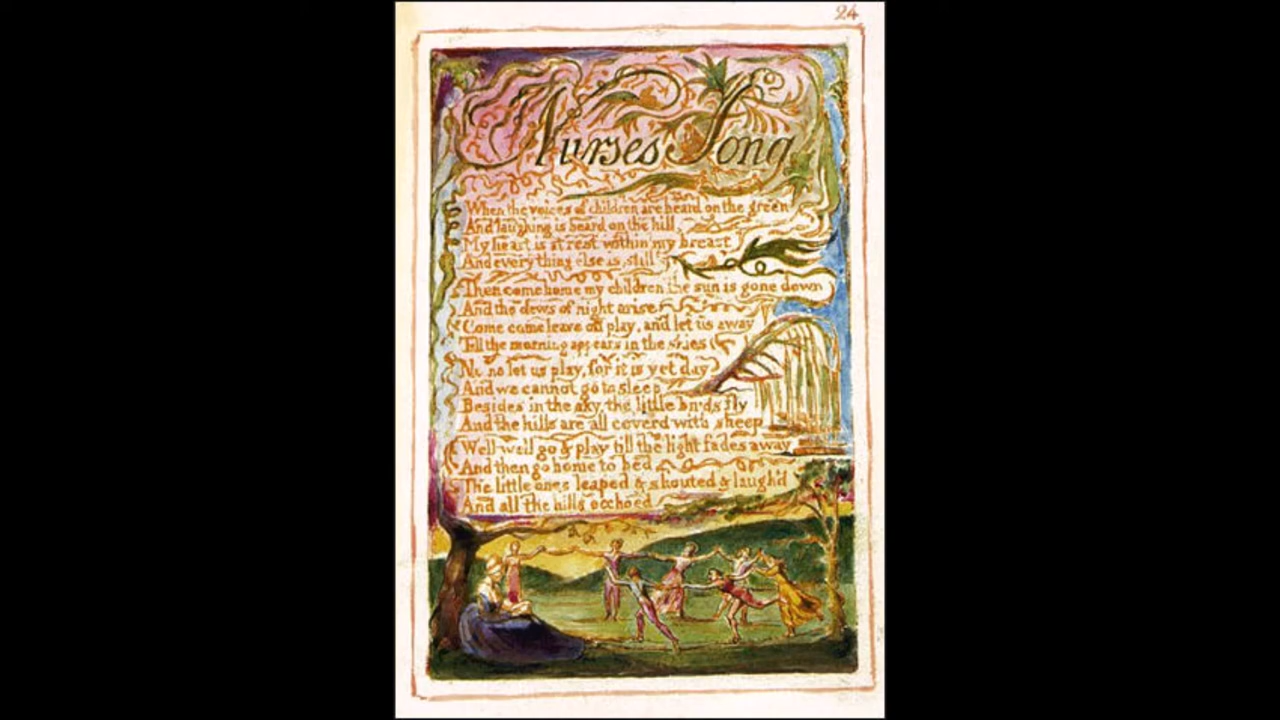 24
Nurses Song
When the voices of children are heard on the green
And laughing is heard on the hill
My heart is at rest within my breast
And every thing else is still
Then come home my children the sun is gone down
And the dews of night arise
Come come leave off play, and let us away
Till the morning appears in the skies
No no let us play, for it is yet day
And we cannot go to sleep
Besides in the sky, the little birds fly
And the hills are all coverd with sheep
Well well go & play till the light fades away
And then go home to bed
The little ones leaped & shouted & laugh'd
And all the hills ecchoed